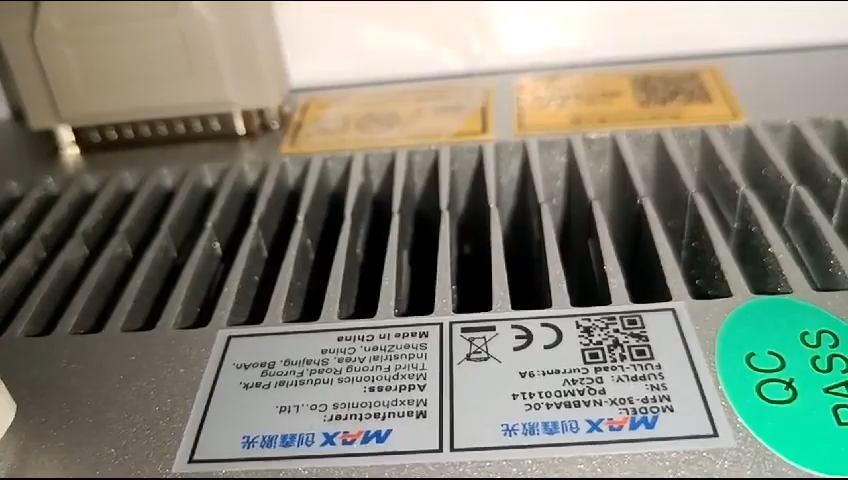 MAX 创鑫激光
MODEL:
MFP-30X-NABBA4.0C
SN:
PQAMD01414
SUPPLY: DC24V
FULL-Load Current:9A
CE
MAX 创鑫激光
Manufacturer:
Maxphotonics Co.,Ltd.
Address:
Maxphotonics Industrial Park,
Third Furong Road, Furong
Industrial Area, Shajing, BaoAn,
ShenZhen, China
Made in China
QC
PASS